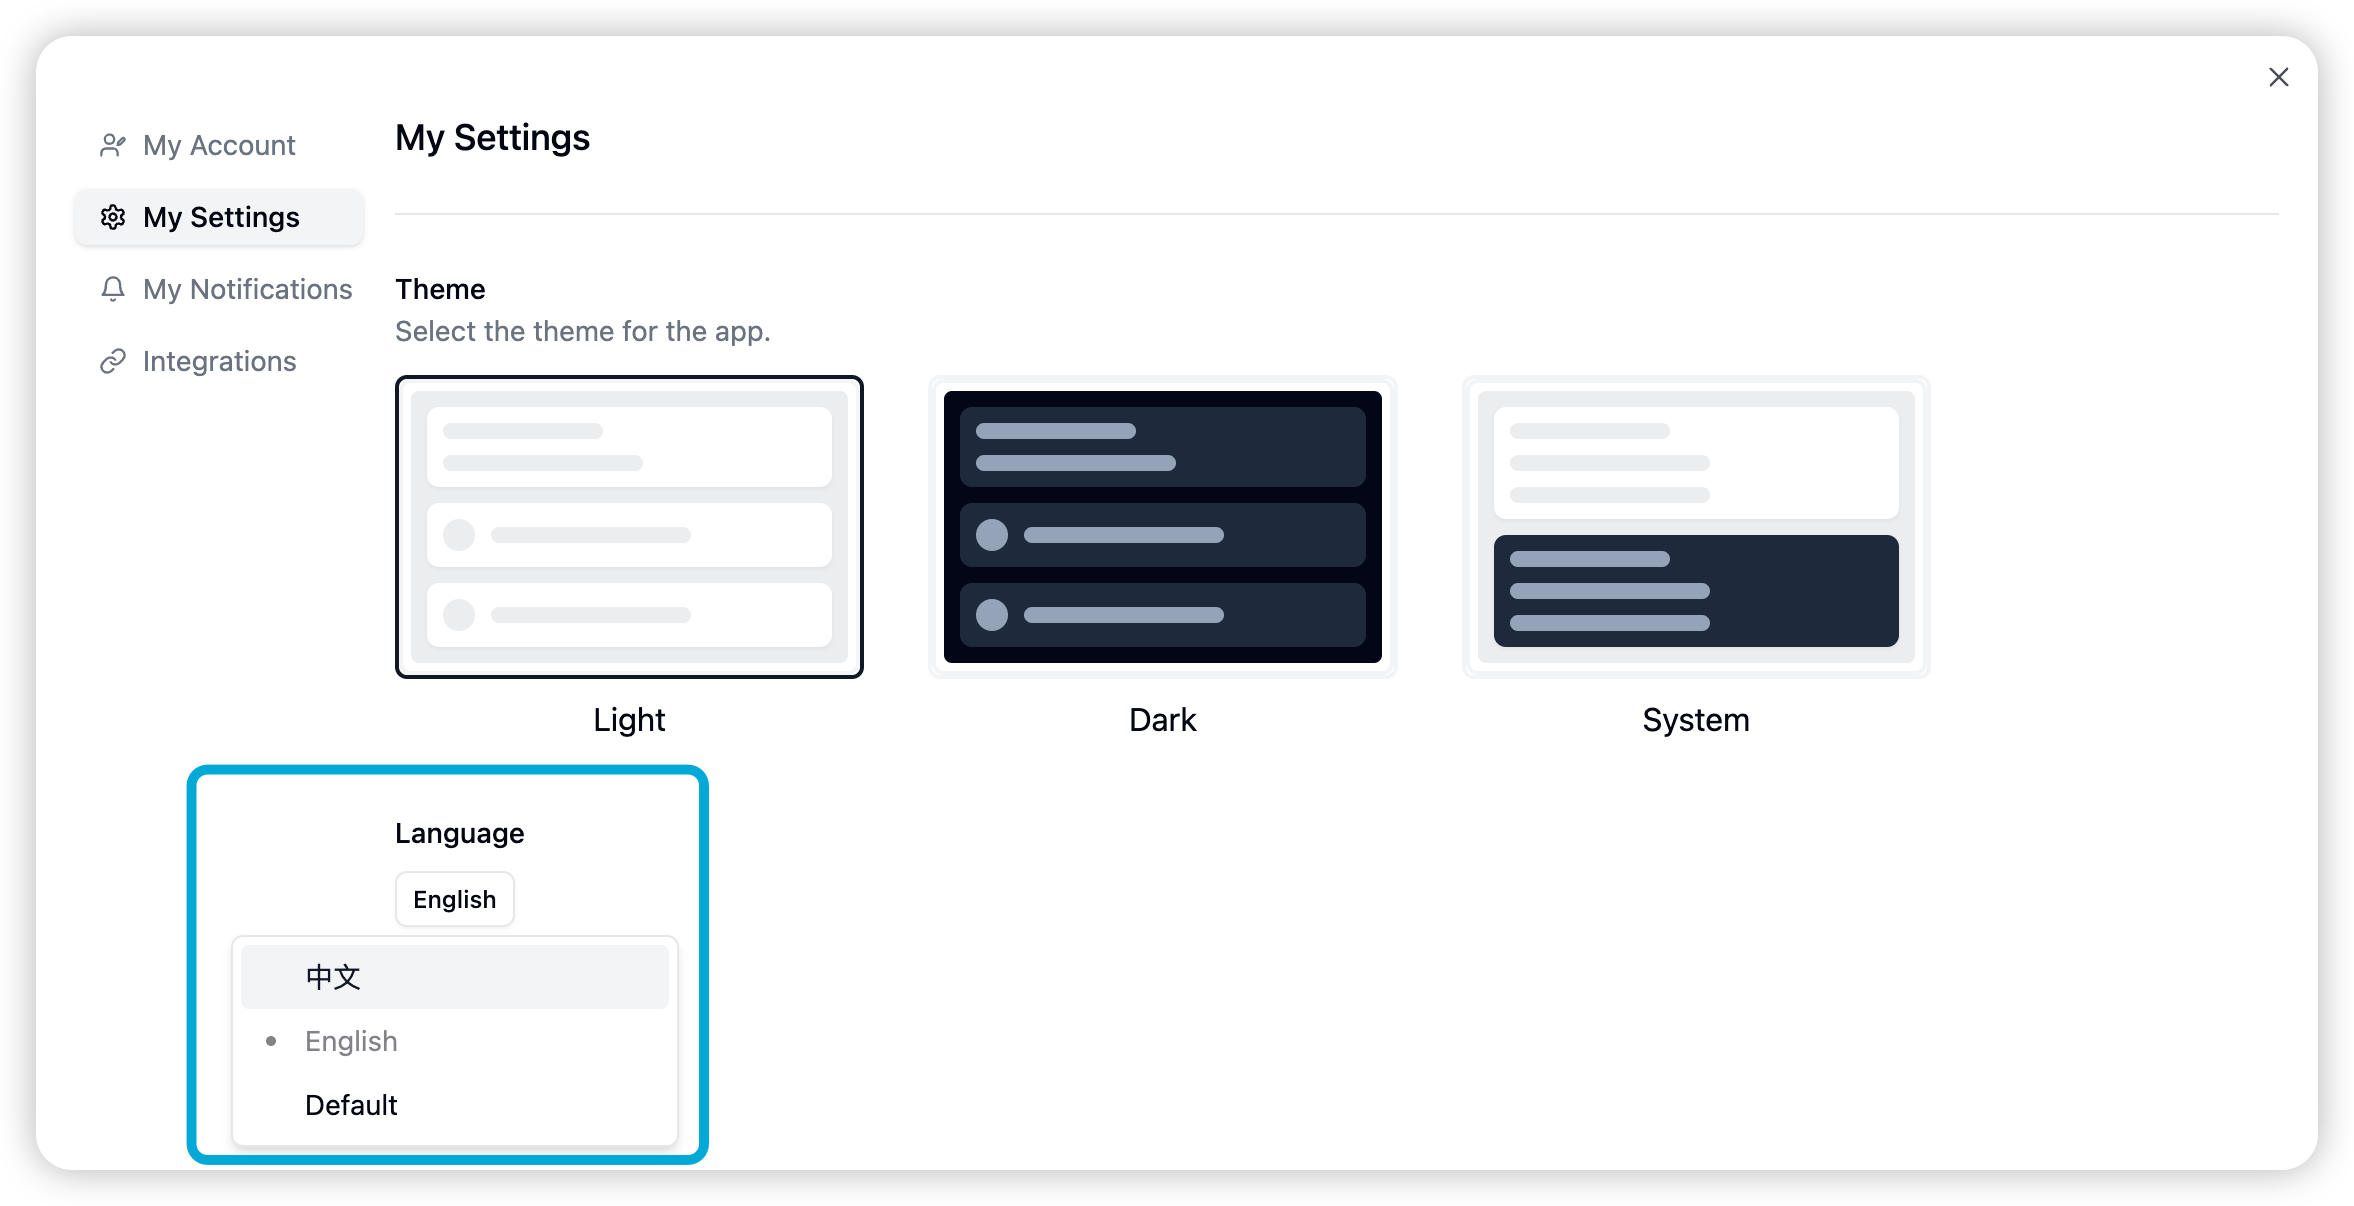 My Account
My Settings
My Notifications
Integrations
My Settings
Theme
Select the theme for the app.
Light
Dark
System
Language
English
中文
English
Default